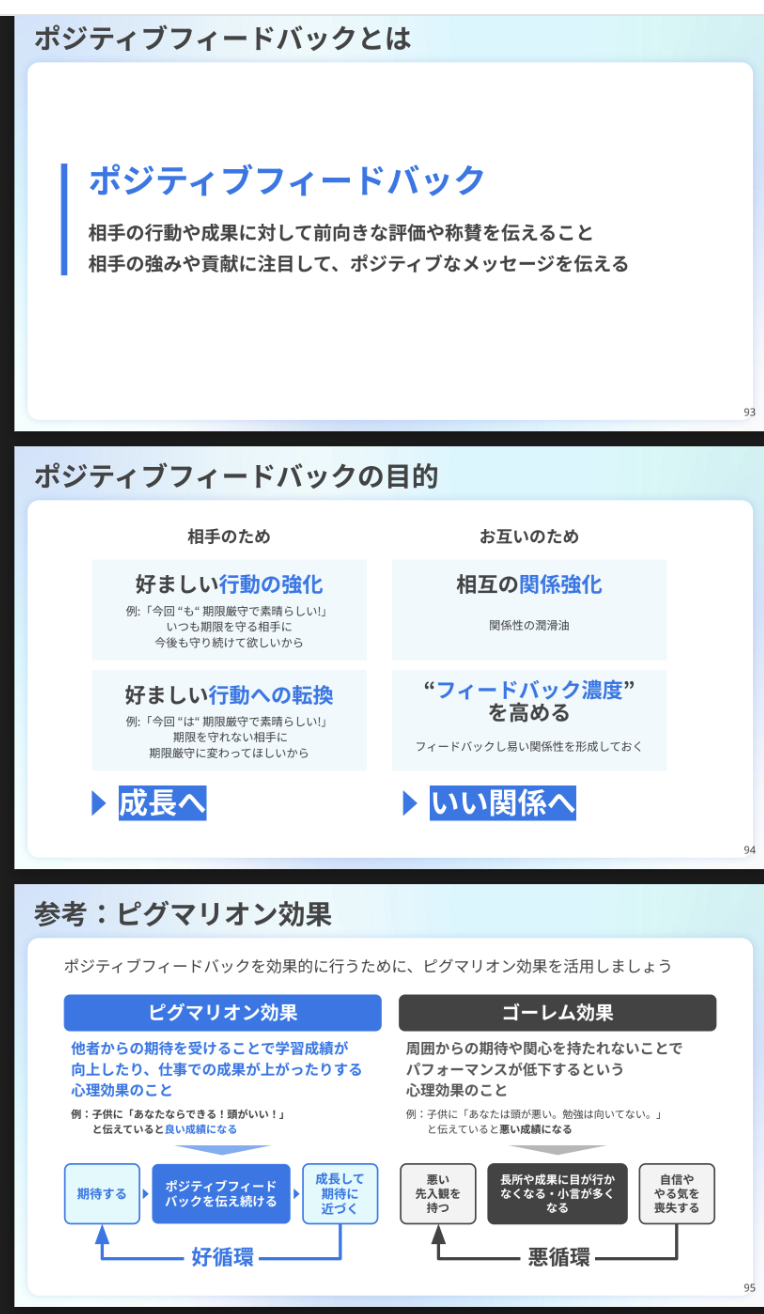 ポジティブフィードバックとは
ポジティブフィードバック
相手の行動や成果に対して前向きな評価や称賛を伝えること
相手の強みや貢献に注目して、ポジティブなメッセージを伝える
93
ポジティブフィードバックの目的
相手のため
好ましい行動の強化
例:「今回 “も“ 期限厳守で素晴らしい!」
いつも期限を守る相手に
今後も守り続けて欲しいから
好ましい行動への転換
例:「今回 “は“ 期限厳守で素晴らしい!」
期限を守れない相手に
期限厳守に変わってほしいから
成長へ
お互いのため
相互の関係強化
関係性の潤滑油
“フィードバック濃度”
を高める
フィードバックし易い関係性を形成しておく
いい関係へ
94
参考：ピグマリオン効果
ポジティブフィードバックを効果的に行うために、ピグマリオン効果を活用しましょう
ピグマリオン効果
他者からの期待を受けることで学習成績が
向上したり、仕事での成果が上がったりする
心理効果のこと
例：子供に「あなたならできる！頭がいい！」
と伝えていると良い成績になる
期待する
ポジティブフィード
バックを伝え続ける
成長して
期待に
近づく
好循環
ゴーレム効果
周囲からの期待や関心を持たれないことで
パフォーマンスが低下するという
心理効果のこと
例：子供に「あなたは頭が悪い。勉強は向いてない。」
と伝えていると悪い成績になる
悪い
先入観を
持つ
長所や成果に目が行か
なくなる・小言が多く
なる
自信や
やる気を
喪失する
悪循環
95